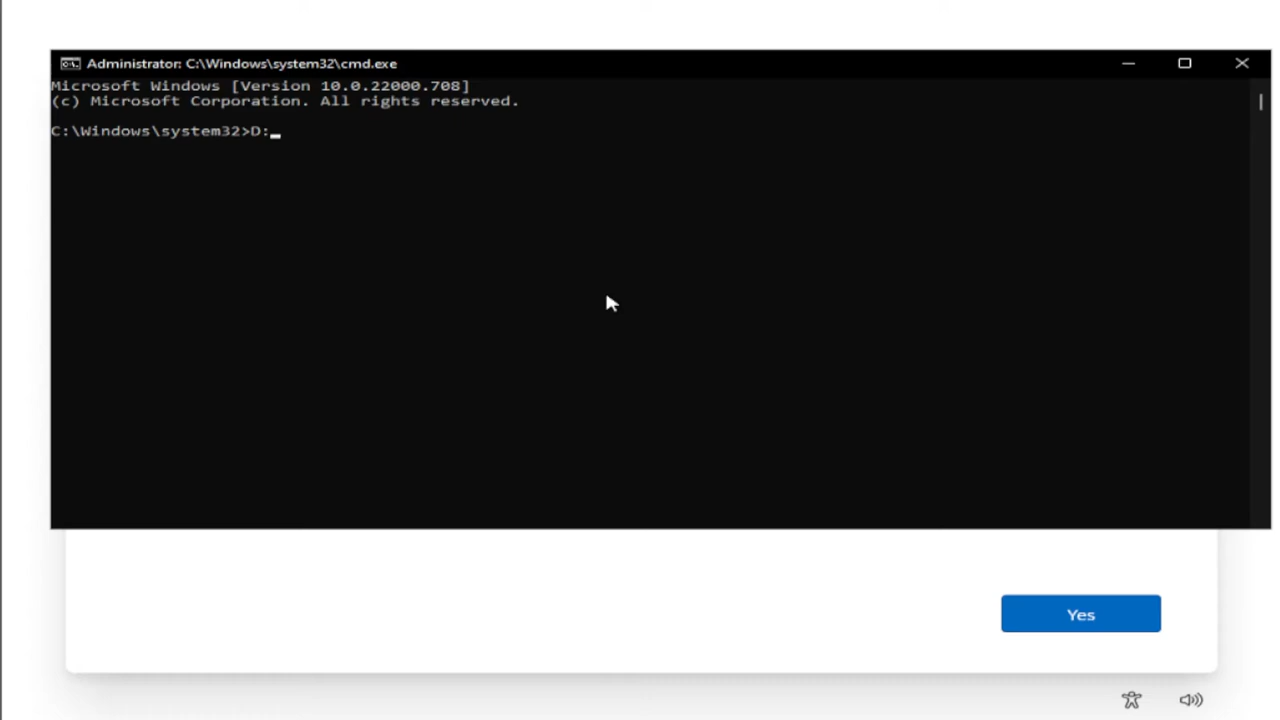 Administrator: C:\Windows\system32\cmd.exe
Microsoft Windows [Version 10.0.22000.708]
(c) Microsoft Corporation. All rights reserved.
C:\Windows\system32>D:
Yes